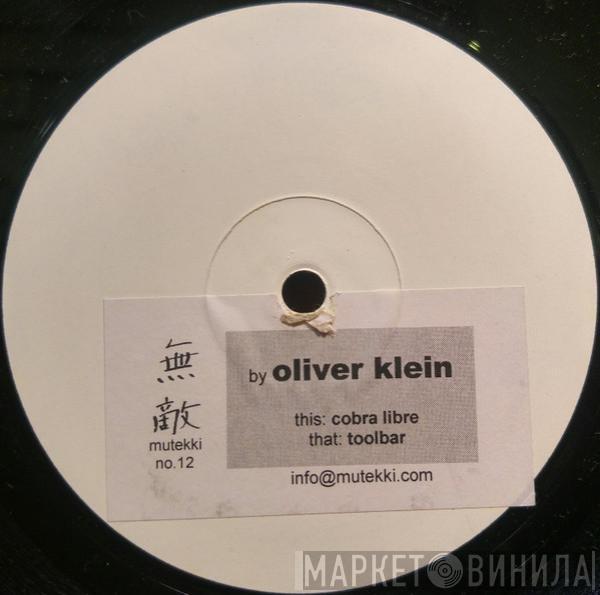 無
敵
mutekki
no.12
by oliver klein
this: cobra libre
that: toolbar
info@mutekki.com
МАРКЕТ ВИНИЛА